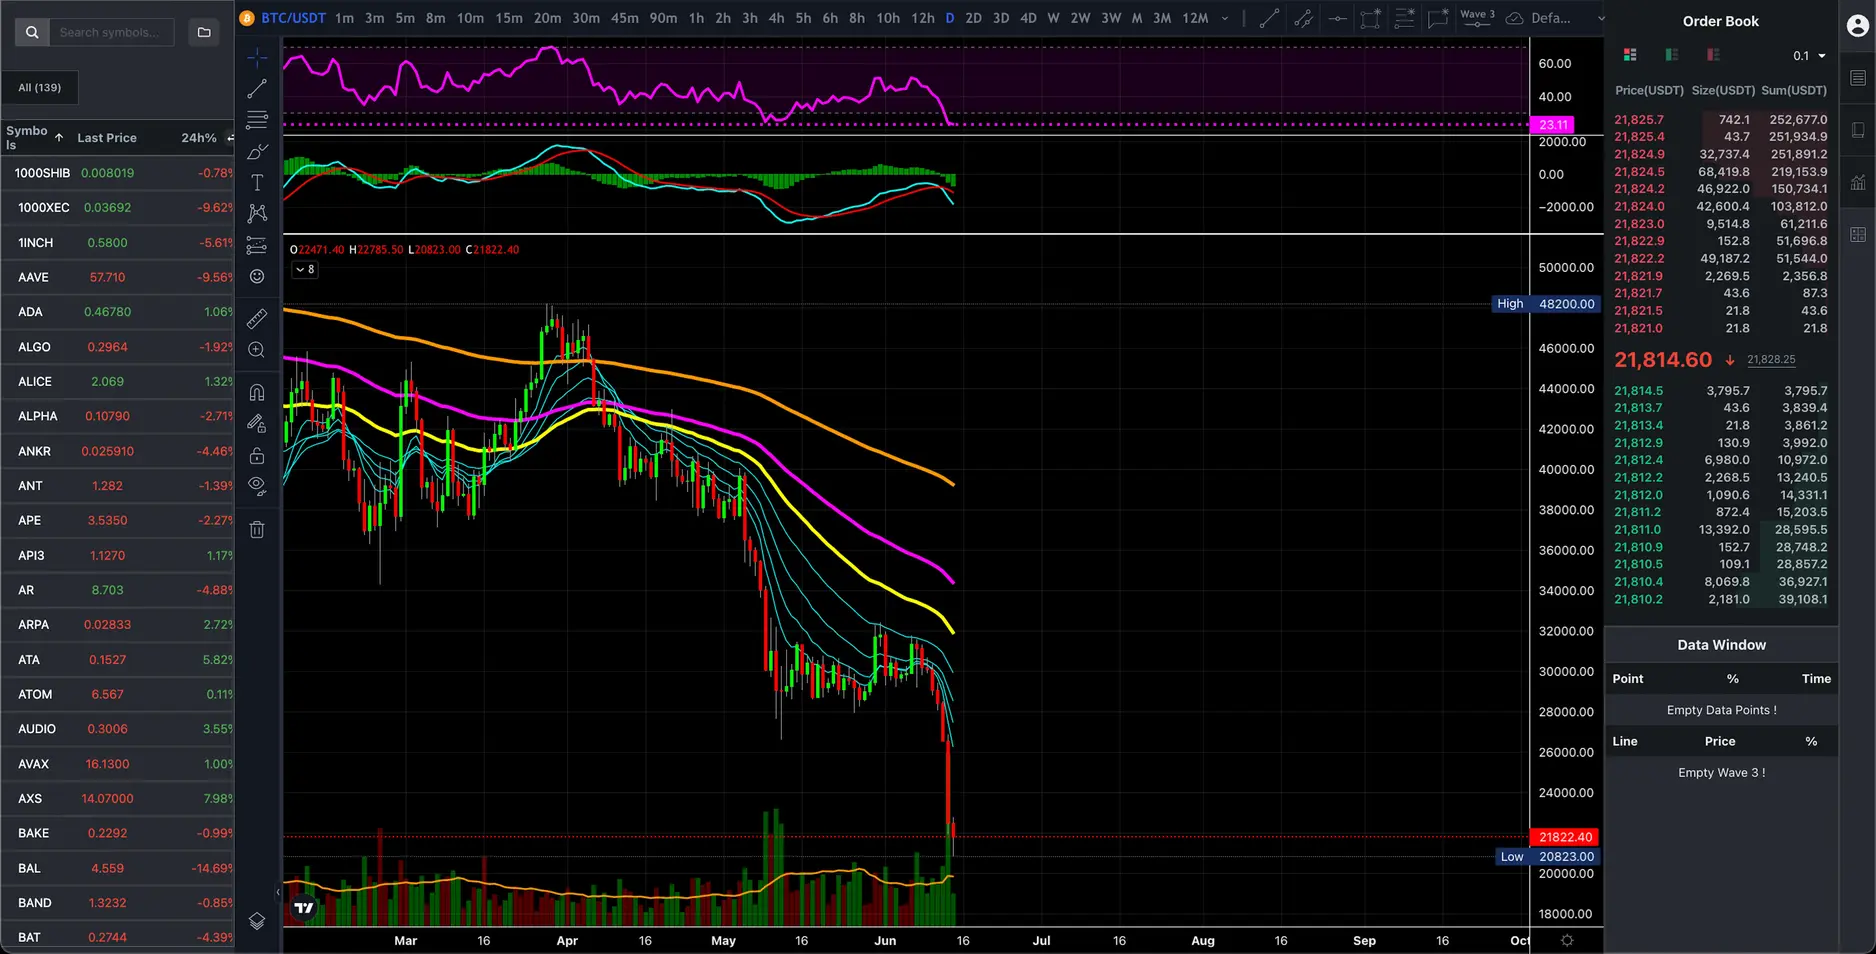 Search symbols...
All (139)
Symbols Last Price 24h%
1000SHIB 0.008019 -0.78%
1000XEC 0.03692 -9.62%
1INCH 0.5800 -5.61%
AAVE 57.710 -9.56%
ADA 0.46780 1.06%
ALGO 0.2964 -1.92%
ALICE 2.069 1.32%
ALPHA 0.10790 -2.71%
ANKR 0.025910 -4.46%
ANT 1.282 -1.39%
APE 3.5350 -2.27%
API3 1.1270 1.17%
AR 8.703 -4.88%
ARPA 0.02833 2.72%
ATA 0.1527 5.82%
ATOM 6.567 0.11%
AUDIO 0.3006 3.55%
AVAX 16.1300 1.00%
AXS 14.07000 7.98%
BAKE 0.2292 -0.99%
BAL 4.559 -14.69%
BAND 1.3232 -0.85%
BAT 0.2744 -4.39%
BTC/USDT 1m 3m 5m 8m 10m 15m 20m 30m 45m 90m 1h 2h 3h 4h 5h 6h 8h 10h 12h D 2D 3D 4D W 2W 3W M 3M 12M Wave 3 Defa...
60.00
40.00
23.11
2000.00
0.00
−2000.00
O22471.40 H22785.50 L20823.00 C21822.40
8
50000.00
High 48200.00
46000.00
44000.00
42000.00
40000.00
38000.00
36000.00
34000.00
32000.00
30000.00
28000.00
26000.00
24000.00
21822.40
Low 20823.00
20000.00
18000.00
Mar 16 Apr 16 May 16 Jun 16 Jul 16 Aug 16 Sep 16 Oct
Order Book
0.1
Price(USDT) Size(USDT) Sum(USDT)
21,825.7 742.1 252,677.0
21,825.4 43.7 251,934.9
21,824.9 32,737.4 251,891.2
21,824.5 68,419.8 219,153.9
21,824.2 46,922.0 150,734.1
21,824.0 42,600.4 103,812.0
21,823.0 9,514.8 61,211.6
21,822.9 152.8 51,696.8
21,822.2 49,187.2 51,544.0
21,821.9 2,269.5 2,356.8
21,821.7 43.6 87.3
21,821.5 21.8 43.6
21,821.0 21.8 21.8
21,814.60 21,828.25
21,814.5 3,795.7 3,795.7
21,813.7 43.6 3,839.4
21,813.4 21.8 3,861.2
21,812.9 130.9 3,992.0
21,812.4 6,980.0 10,972.0
21,812.2 2,268.5 13,240.5
21,812.0 1,090.6 14,331.1
21,811.2 872.4 15,203.5
21,811.0 13,392.0 28,595.5
21,810.9 152.7 28,748.2
21,810.5 109.1 28,857.2
21,810.4 8,069.8 36,927.1
21,810.2 2,181.0 39,108.1
Data Window
Point % Time
Empty Data Points !
Line Price %
Empty Wave 3 !